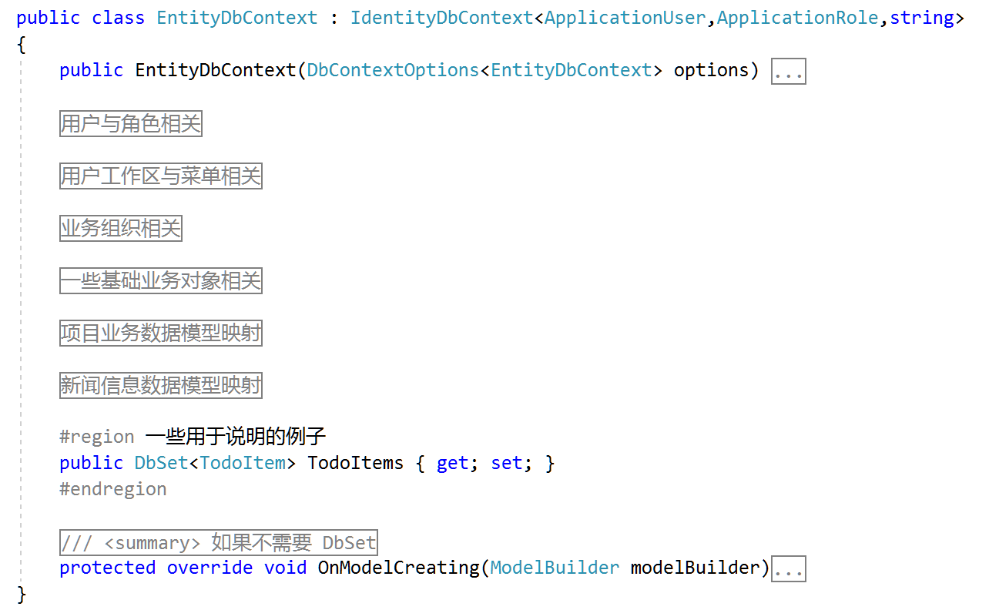 public class EntityDbContext : IdentityDbContext<ApplicationUser,ApplicationRole,string>
{
public EntityDbContext(DbContextOptions<EntityDbContext> options) ...
用户与角色相关
用户工作区与菜单相关
业务组织相关
一些基础业务对象相关
项目业务数据模型映射
新闻信息数据模型映射
#region 一些用于说明的例子
public DbSet<TodoItem> TodoItems { get; set; }
#endregion
/// <summary> 如果不需要 DbSet
protected override void OnModelCreating(ModelBuilder modelBuilder)...
}